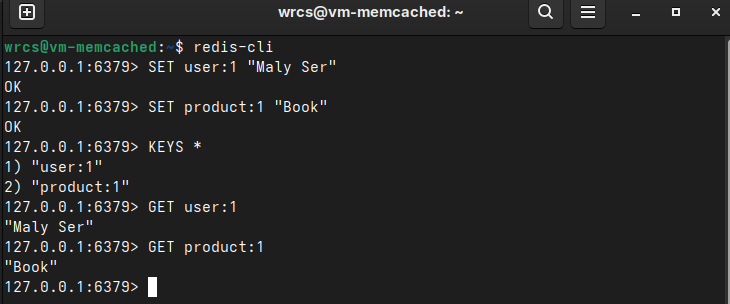 wrcs@vm-memcached: ~
wrcs@vm-memcached:~$ redis-cli
127.0.0.1:6379> SET user:1 "Maly Ser"
OK
127.0.0.1:6379> SET product:1 "Book"
OK
127.0.0.1:6379> KEYS *
1) "user:1"
2) "product:1"
127.0.0.1:6379> GET user:1
"Maly Ser"
127.0.0.1:6379> GET product:1
"Book"
127.0.0.1:6379>